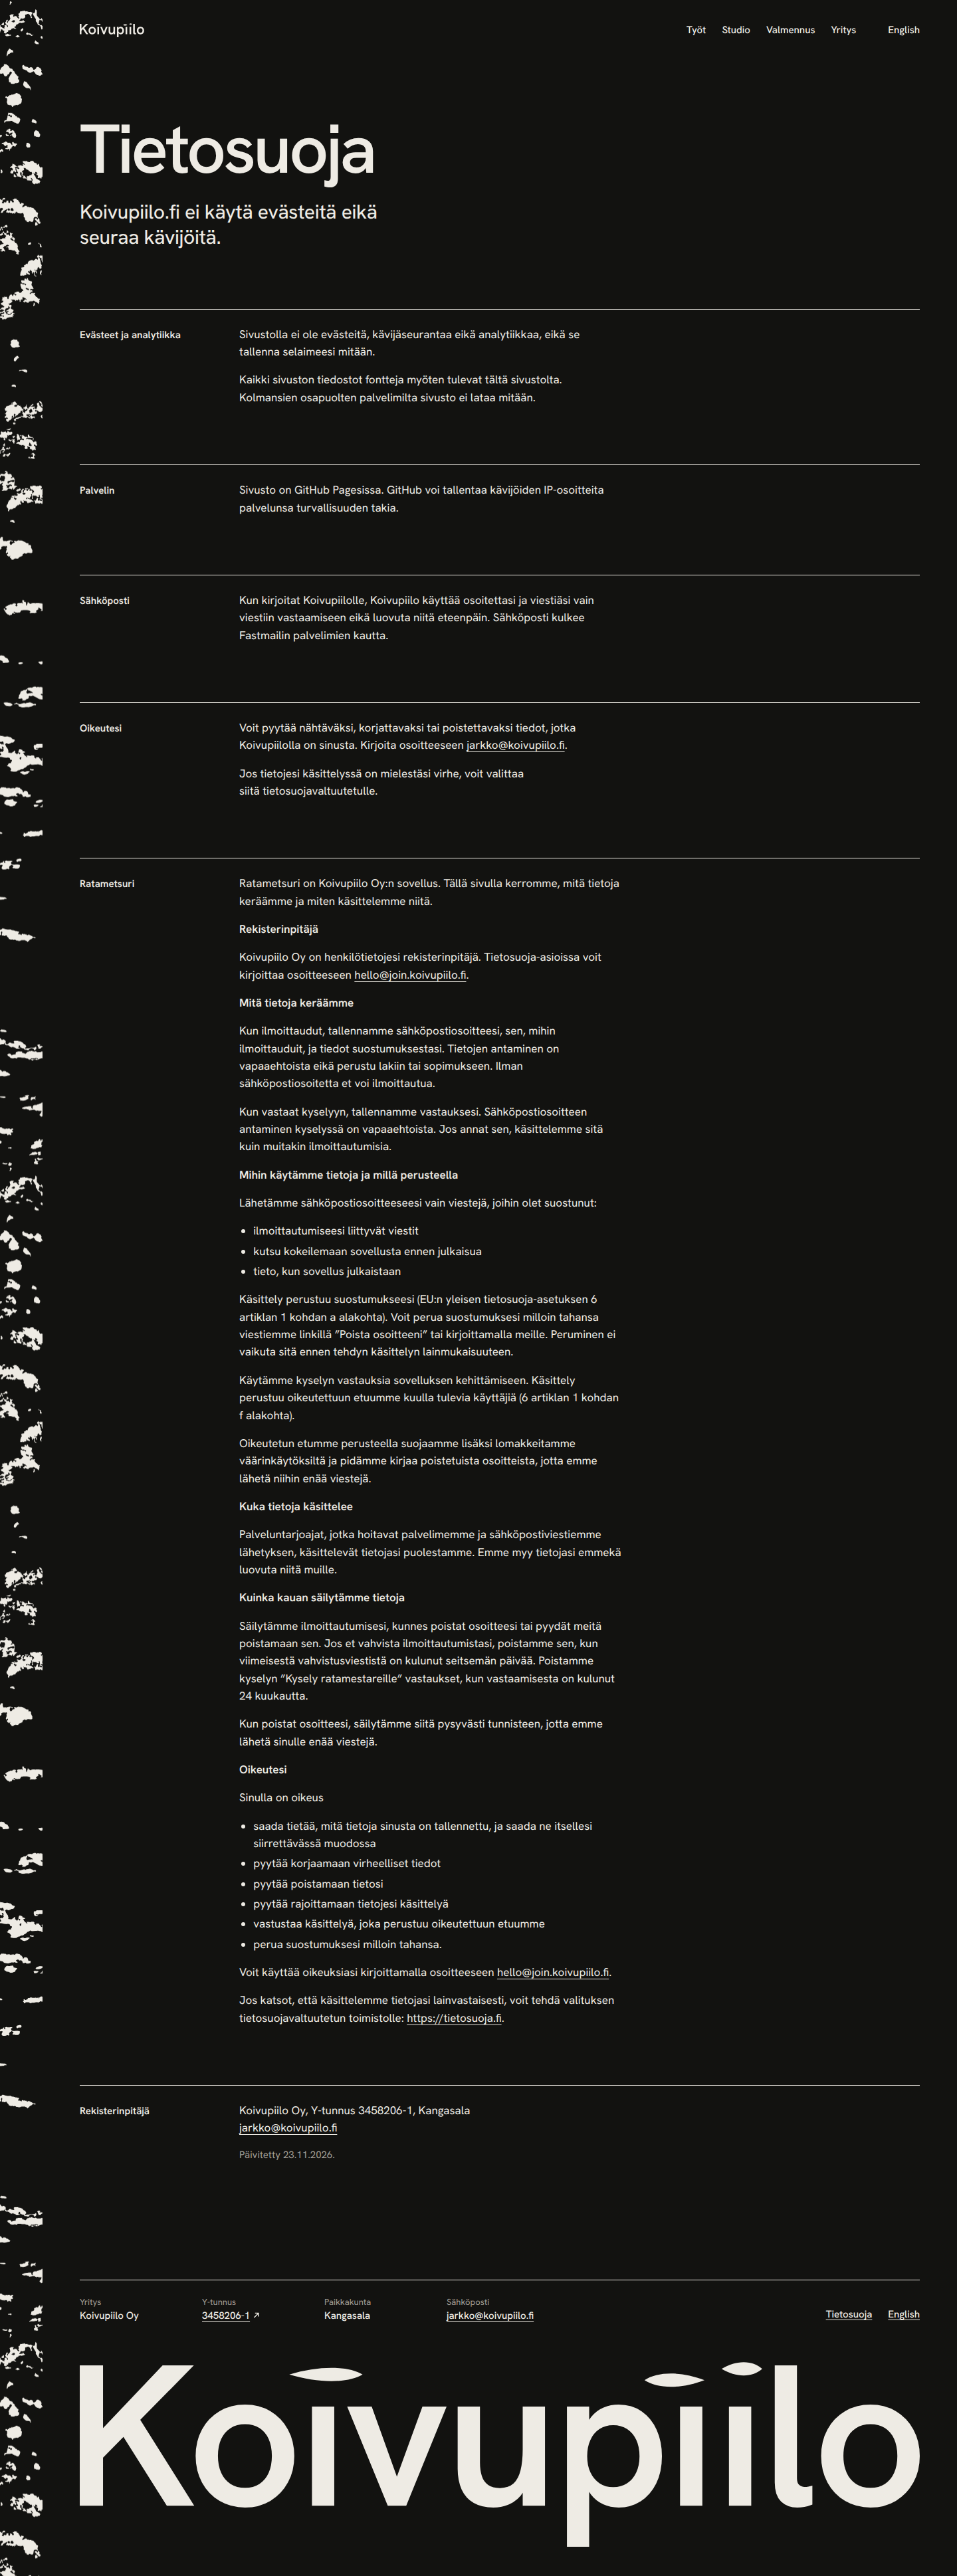 Koivupiilo
Työt Studio Valmennus Yritys English
Tietosuoja
Koivupiilo.fi ei käytä evästeitä eikä
seuraa kävijöitä.
Evästeet ja analytiikka
Sivustolla ei ole evästeitä, kävijäseurantaa eikä analytiikkaa, eikä se
tallenna selaimeesi mitään.
Kaikki sivuston tiedostot fontteja myöten tulevat tältä sivustolta.
Kolmansien osapuolten palvelimilta sivusto ei lataa mitään.
Palvelin
Sivusto on GitHub Pagesissa. GitHub voi tallentaa kävijöiden IP-osoitteita
palvelunsa turvallisuuden takia.
Sähköposti
Kun kirjoitat Koivupiilolle, Koivupiilo käyttää osoitettasi ja viestiäsi vain
viestiin vastaamiseen eikä luovuta niitä eteenpäin. Sähköposti kulkee
Fastmailin palvelimien kautta.
Oikeutesi
Voit pyytää nähtäväksi, korjattavaksi tai poistettavaksi tiedot, jotka
Koivupiilolla on sinusta. Kirjoita osoitteeseen jarkko@koivupiilo.fi.
Jos tietojesi käsittelyssä on mielestäsi virhe, voit valittaa
siitä tietosuojavaltuutetulle.
Ratametsuri
Ratametsuri on Koivupiilo Oy:n sovellus. Tällä sivulla kerromme, mitä tietoja
keräämme ja miten käsittelemme niitä.
Rekisterinpitäjä
Koivupiilo Oy on henkilötietojesi rekisterinpitäjä. Tietosuoja-asioissa voit
kirjoittaa osoitteeseen hello@join.koivupiilo.fi.
Mitä tietoja keräämme
Kun ilmoittaudut, tallennamme sähköpostiosoitteesi, sen, mihin
ilmoittauduit, ja tiedot suostumuksestasi. Tietojen antaminen on
vapaaehtoista eikä perustu lakiin tai sopimukseen. Ilman
sähköpostiosoitetta et voi ilmoittautua.
Kun vastaat kyselyyn, tallennamme vastauksesi. Sähköpostiosoitteen
antaminen kyselyssä on vapaaehtoista. Jos annat sen, käsittelemme sitä
kuin muitakin ilmoittautumisia.
Mihin käytämme tietoja ja millä perusteella
Lähetämme sähköpostiosoitteeseesi vain viestejä, joihin olet suostunut:
• ilmoittautumiseesi liittyvät viestit
• kutsu kokeilemaan sovellusta ennen julkaisua
• tieto, kun sovellus julkaistaan
Käsittely perustuu suostumukseesi (EU:n yleisen tietosuoja-asetuksen 6
artiklan 1 kohdan a alakohta). Voit perua suostumuksesi milloin tahansa
viestiemme linkillä ”Poista osoitteeni” tai kirjoittamalla meille. Peruminen ei
vaikuta sitä ennen tehdyn käsittelyn lainmukaisuuteen.
Käytämme kyselyn vastauksia sovelluksen kehittämiseen. Käsittely
perustuu oikeutettuun etuumme kuulla tulevia käyttäjiä (6 artiklan 1 kohdan
f alakohta).
Oikeutetun etumme perusteella suojaamme lisäksi lomakkeitamme
väärinkäytöksiltä ja pidämme kirjaa poistetuista osoitteista, jotta emme
lähetä niihin enää viestejä.
Kuka tietoja käsittelee
Palveluntarjoajat, jotka hoitavat palvelimemme ja sähköpostiviestiemme
lähetyksen, käsittelevät tietojasi puolestamme. Emme myy tietojasi emmekä
luovuta niitä muille.
Kuinka kauan säilytämme tietoja
Säilytämme ilmoittautumisesi, kunnes poistat osoitteesi tai pyydät meitä
poistamaan sen. Jos et vahvista ilmoittautumistasi, poistamme sen, kun
viimeisestä vahvistusviestistä on kulunut seitsemän päivää. Poistamme
kyselyn ”Kysely ratamestareille” vastaukset, kun vastaamisesta on kulunut
24 kuukautta.
Kun poistat osoitteesi, säilytämme siitä pysyvästi tunnisteen, jotta emme
lähetä sinulle enää viestejä.
Oikeutesi
Sinulla on oikeus
• saada tietää, mitä tietoja sinusta on tallennettu, ja saada ne itsellesi
siirrettävässä muodossa
• pyytää korjaamaan virheelliset tiedot
• pyytää poistamaan tietosi
• pyytää rajoittamaan tietojesi käsittelyä
• vastustaa käsittelyä, joka perustuu oikeutettuun etuumme
• perua suostumuksesi milloin tahansa.
Voit käyttää oikeuksiasi kirjoittamalla osoitteeseen hello@join.koivupiilo.fi.
Jos katsot, että käsittelemme tietojasi lainvastaisesti, voit tehdä valituksen
tietosuojavaltuutetun toimistolle: https://tietosuoja.fi.
Rekisterinpitäjä
Koivupiilo Oy, Y-tunnus 3458206-1, Kangasala
jarkko@koivupiilo.fi
Päivitetty 23.11.2026.
Yritys Y-tunnus Paikkakunta Sähköposti
Koivupiilo Oy 3458206-1 ↗ Kangasala jarkko@koivupiilo.fi Tietosuoja English
Koivupiilo